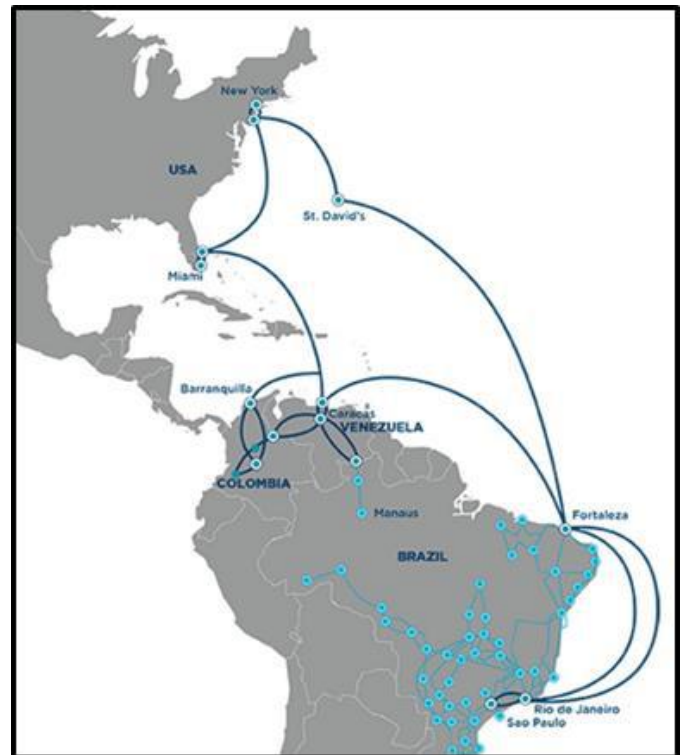 New York
USA
St. David's
Miami
Barranquilla
Caracas
VENEZUELA
COLOMBIA
Manaus
Fortaleza
BRAZIL
Rio de Janeiro
Sao Paulo